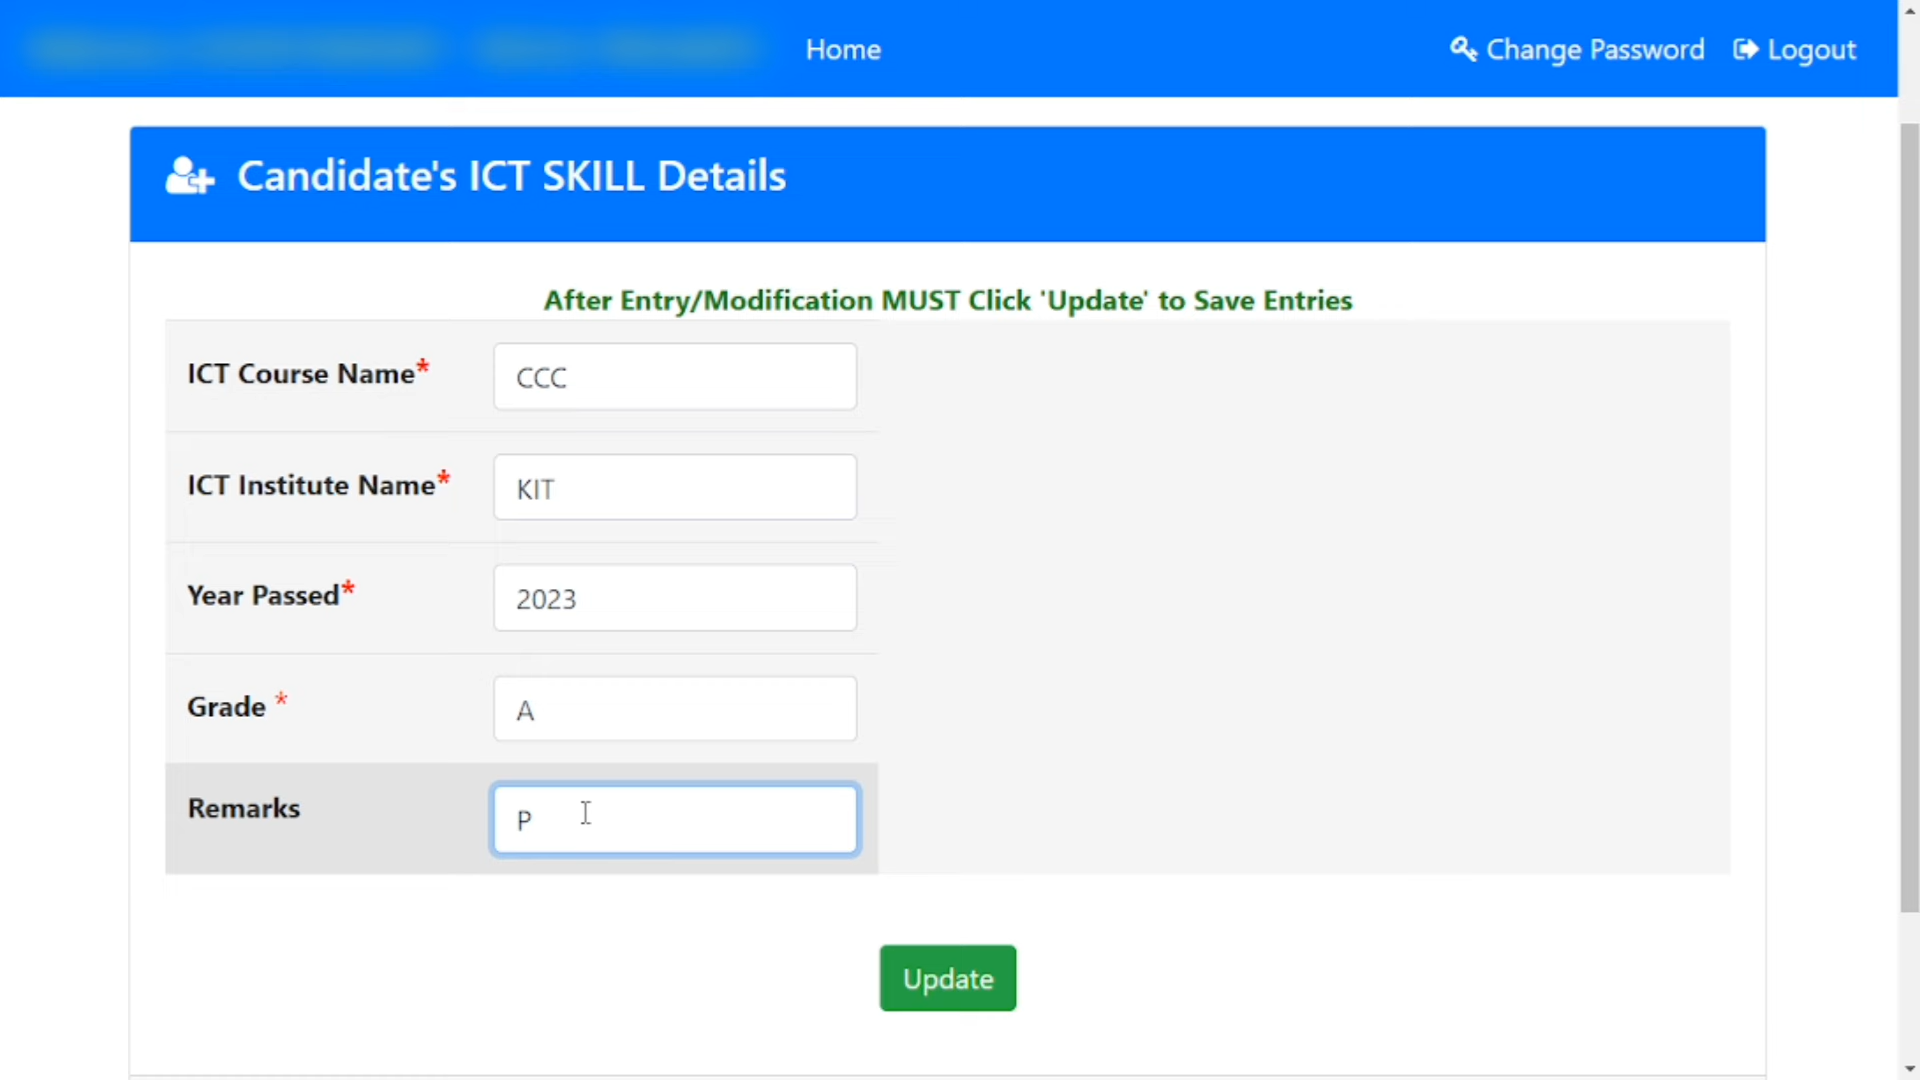 Home
Change Password
Logout
Candidate's ICT SKILL Details
After Entry/Modification MUST Click 'Update' to Save Entries
ICT Course Name*
CCC
ICT Institute Name*
KIT
Year Passed*
2023
Grade *
A
Remarks
P
Update